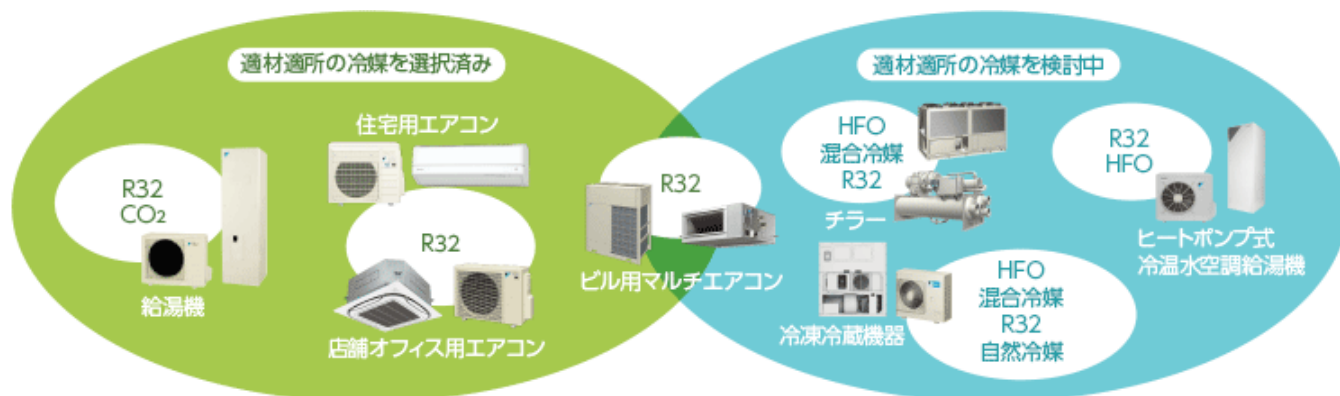 適材適所の冷媒を選択済み
住宅用エアコン
R32
CO₂
給湯機
R32
店舗オフィス用エアコン
R32
ビル用マルチエアコン
適材適所の冷媒を検討中
HFO
混合冷媒
R32
チラー
R32
HFO
ヒートポンプ式
冷温水空調給湯機
冷凍冷蔵機器
HFO
混合冷媒
R32
自然冷媒